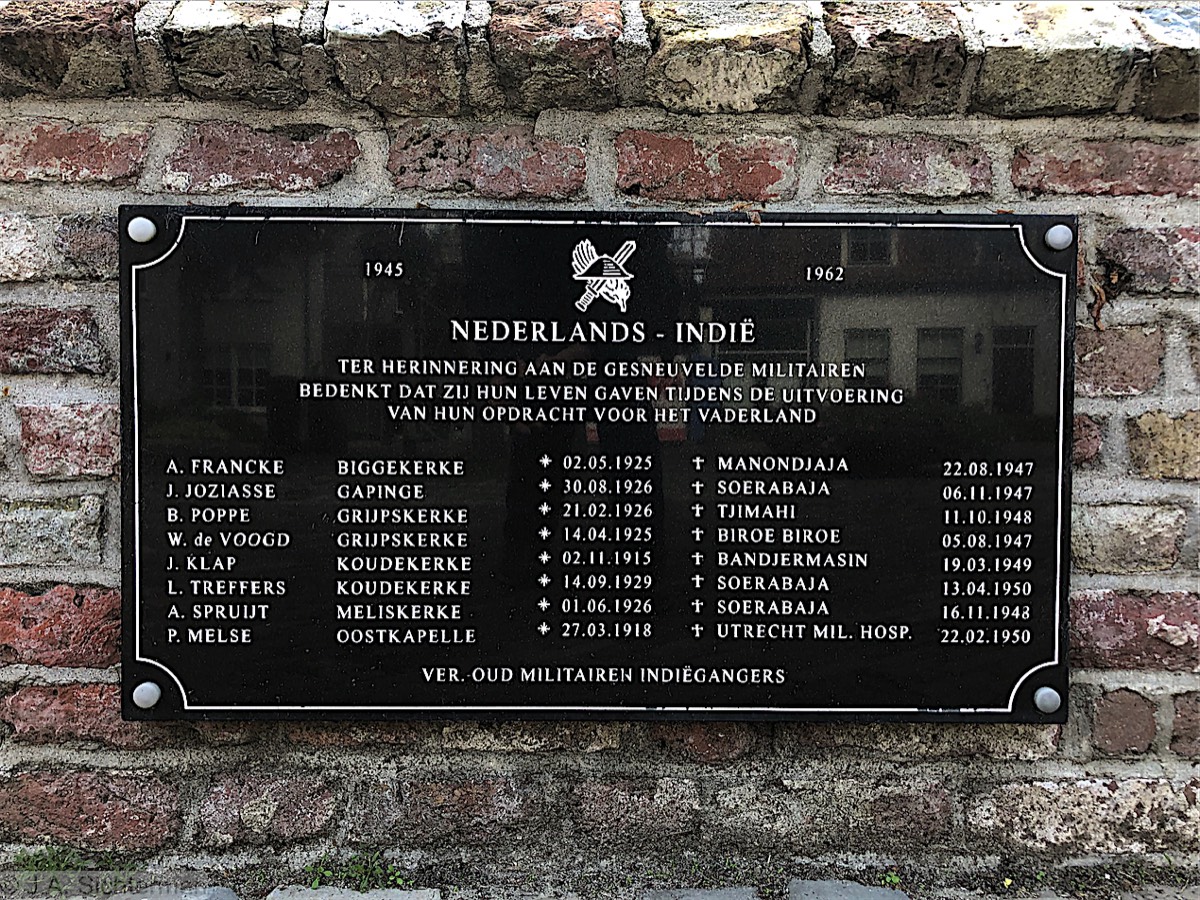 1945 1962
NEDERLANDS - INDIË
TER HERINNERING AAN DE GESNEUVELDE MILITAIREN
BEDENKT DAT ZIJ HUN LEVEN GAVEN TIJDENS DE UITVOERING
VAN HUN OPDRACHT VOOR HET VADERLAND
A. FRANCKE BIGGEKERKE * 02.05.1925 † MANONDJAJA 22.08.1947
J. JOZIASSE GAPINGE * 30.08.1926 † SOERABAJA 06.11.1947
B. POPPE GRIJPSKERKE * 21.02.1926 † TJIMAHI 11.10.1948
W. de VOOGD GRIJPSKERKE * 14.04.1925 † BIROE BIROE 05.08.1947
J. KLAP KOUDEKERKE * 02.11.1915 † BANDJERMASIN 19.03.1949
L. TREFFERS KOUDEKERKE * 14.09.1929 † SOERABAJA 13.04.1950
A. SPRUIJT MELISKERKE * 01.06.1926 † SOERABAJA 16.11.1948
P. MELSE OOSTKAPELLE * 27.03.1918 † UTRECHT MIL. HOSP. 22.02.1950
VER. OUD MILITAIREN INDIËGANGERS
© J.A. Sichterman